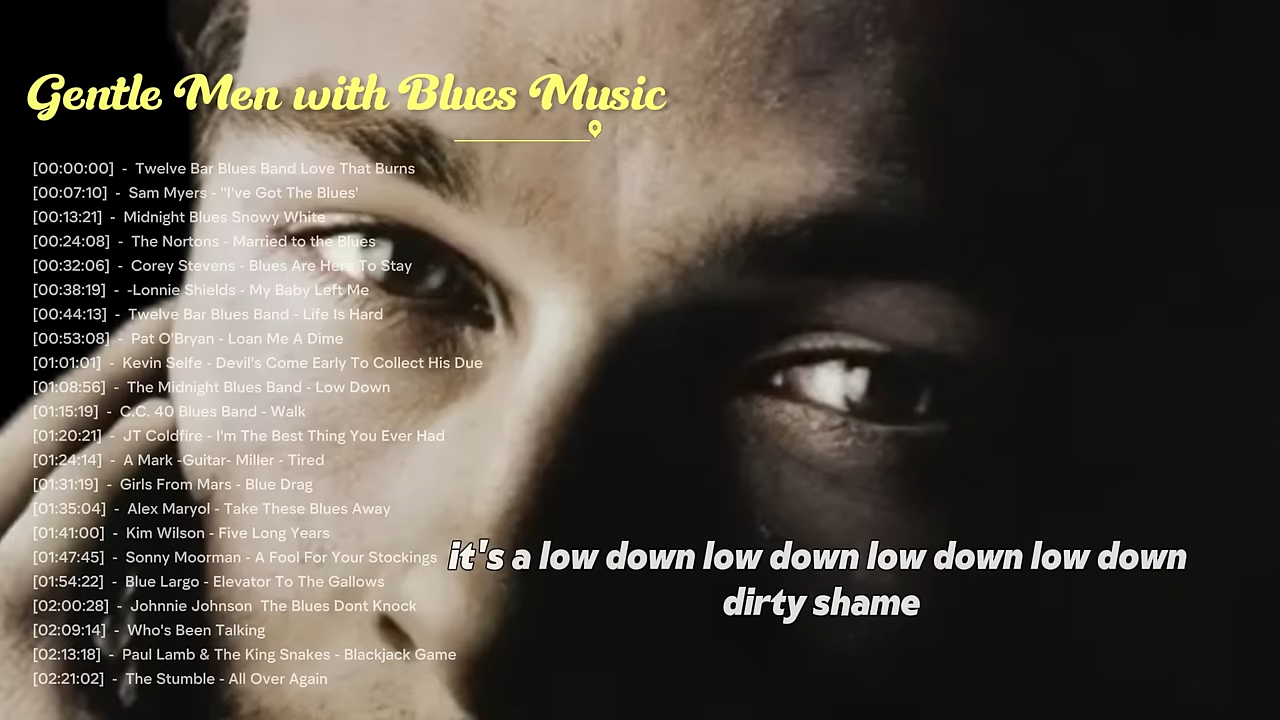 Gentle Men with Blues Music
[00:00:00] - Twelve Bar Blues Band Love That Burns
[00:07:10] - Sam Myers - "I've Got The Blues'
[00:13:21] - Midnight Blues Snowy White
[00:24:08] - The Nortons - Married to the Blues
[00:32:06] - Corey Stevens - Blues Are Here To Stay
[00:38:19] - -Lonnie Shields - My Baby Left Me
[00:44:13] - Twelve Bar Blues Band - Life Is Hard
[00:53:08] - Pat O'Bryan - Loan Me A Dime
[01:01:01] - Kevin Selfe - Devil's Come Early To Collect His Due
[01:08:56] - The Midnight Blues Band - Low Down
[01:15:19] - C.C. 40 Blues Band - Walk
[01:20:21] - JT Coldfire - I'm The Best Thing You Ever Had
[01:24:14] - A Mark -Guitar- Miller - Tired
[01:31:19] - Girls From Mars - Blue Drag
[01:35:04] - Alex Maryol - Take These Blues Away
[01:41:00] - Kim Wilson - Five Long Years
[01:47:45] - Sonny Moorman - A Fool For Your Stockings
[01:54:22] - Blue Largo - Elevator To The Gallows
[02:00:28] - Johnnie Johnson  The Blues Dont Knock
[02:09:14] - Who's Been Talking
[02:13:18] - Paul Lamb & The King Snakes - Blackjack Game
[02:21:02] - The Stumble - All Over Again
it's a low down low down low down low down
dirty shame